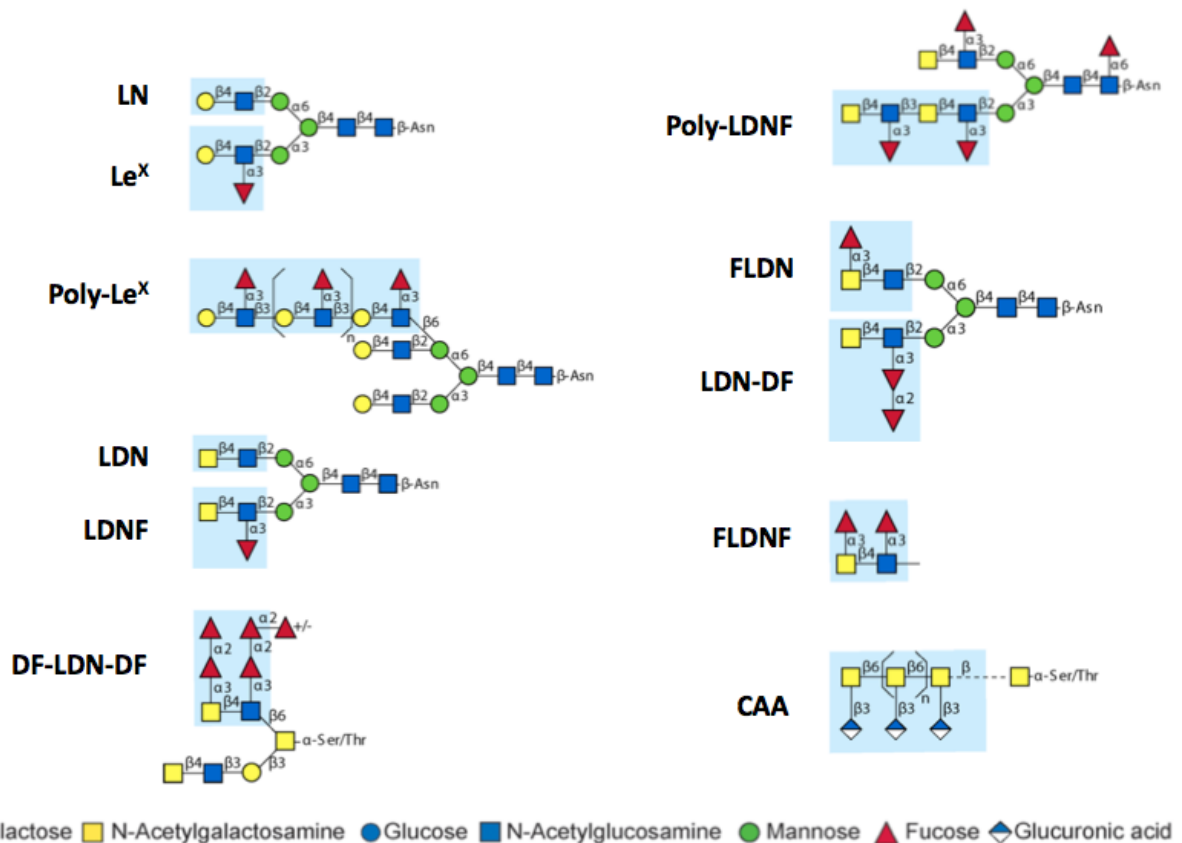 LN
β4 β2
α6
β4 β4
β-Asn
Le^X
β4 β2
α3
α3
Poly-Le^X
α3 α3 α3
β4 β3 β4 β3 β4
n
β6
β4 β2
α6
β4 β4
β-Asn
β4 β2
α3
LDN
β4 β2
α6
β4 β4
β-Asn
LDNF
β4 β2
α3
α3
DF-LDN-DF
α2
+/-
α2 α2
α3 α3
β4
β6
α-Ser/Thr
β4 β3 β3
Poly-LDNF
α3
β4 β2
α6
α6
β4 β4
β-Asn
β4 β3 β4 β2
α3
α3 α3
FLDN
α3
β4 β2
α6
β4 β4
β-Asn
LDN-DF
β4 β2
α3
α3
α2
FLDNF
α3 α3
β4
CAA
β6 β6 β
α-Ser/Thr
n
β3 β3 β3
lactose N-Acetylgalactosamine Glucose N-Acetylglucosamine Mannose Fucose Glucuronic acid